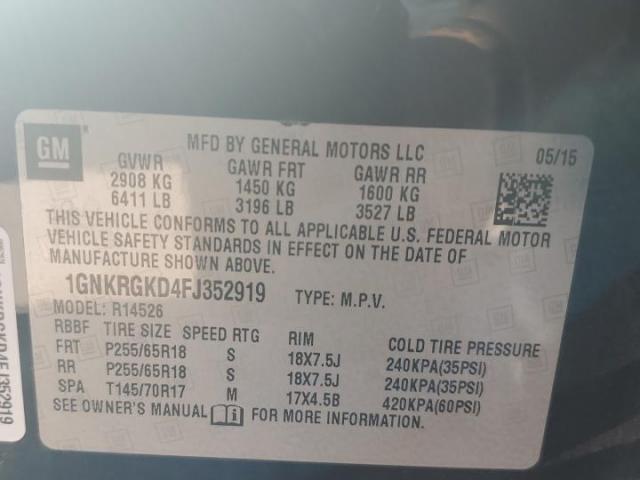 GM
MFD BY GENERAL MOTORS LLC
05/15
GVWR GAWR FRT GAWR RR
2908 KG 1450 KG 1600 KG
6411 LB 3196 LB 3527 LB
THIS VEHICLE CONFORMS TO ALL APPLICABLE U.S. FEDERAL MOTOR
VEHICLE SAFETY STANDARDS IN EFFECT ON THE DATE OF
MANUFACTURE SHOWN ABOVE.
1GNKRGKD4FJ352919 TYPE: M.P.V.
MODEL: R14526
RBBF TIRE SIZE SPEED RTG RIM COLD TIRE PRESSURE
FRT P255/65R18 S 18X7.5J 240KPA(35PSI)
RR P255/65R18 S 18X7.5J 240KPA(35PSI)
SPA T145/70R17 M 17X4.5B 420KPA(60PSI)
SEE OWNER'S MANUAL FOR MORE INFORMATION.